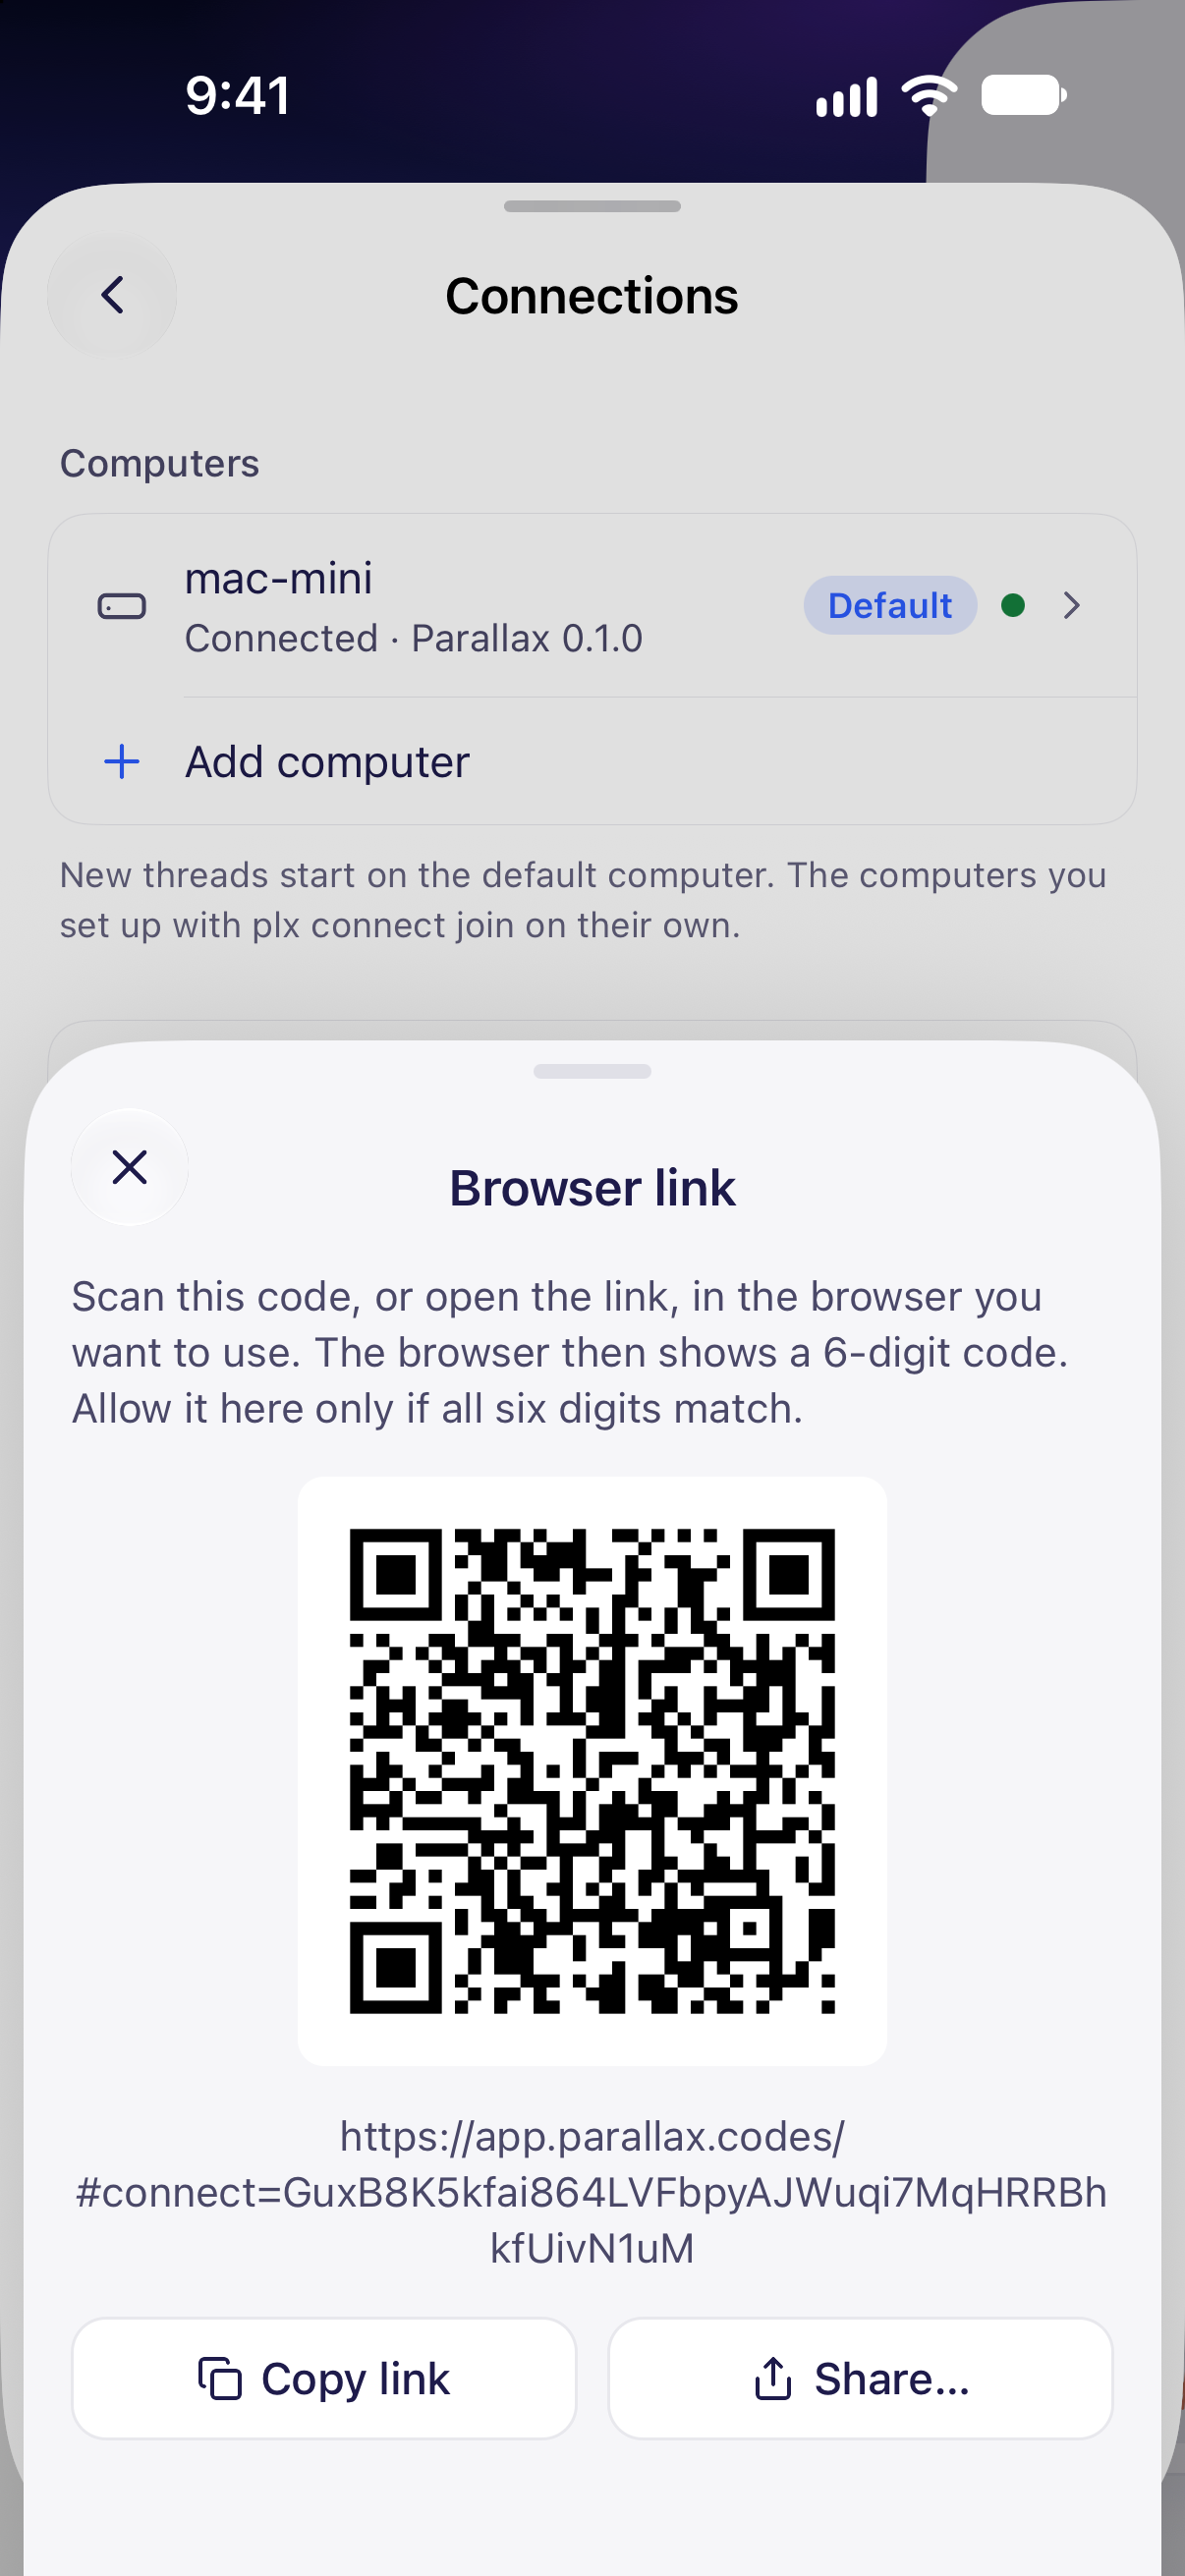 9:41
Connections
Computers
mac-mini
Connected · Parallax 0.1.0
Default
Add computer
New threads start on the default computer. The computers you
set up with plx connect join on their own.
Browser link
Scan this code, or open the link, in the browser you
want to use. The browser then shows a 6-digit code.
Allow it here only if all six digits match.
https://app.parallax.codes/
#connect=GuxB8K5kfai864LVFbpyAJWuqi7MqHRRBh
kfUivN1uM
Copy link
Share...